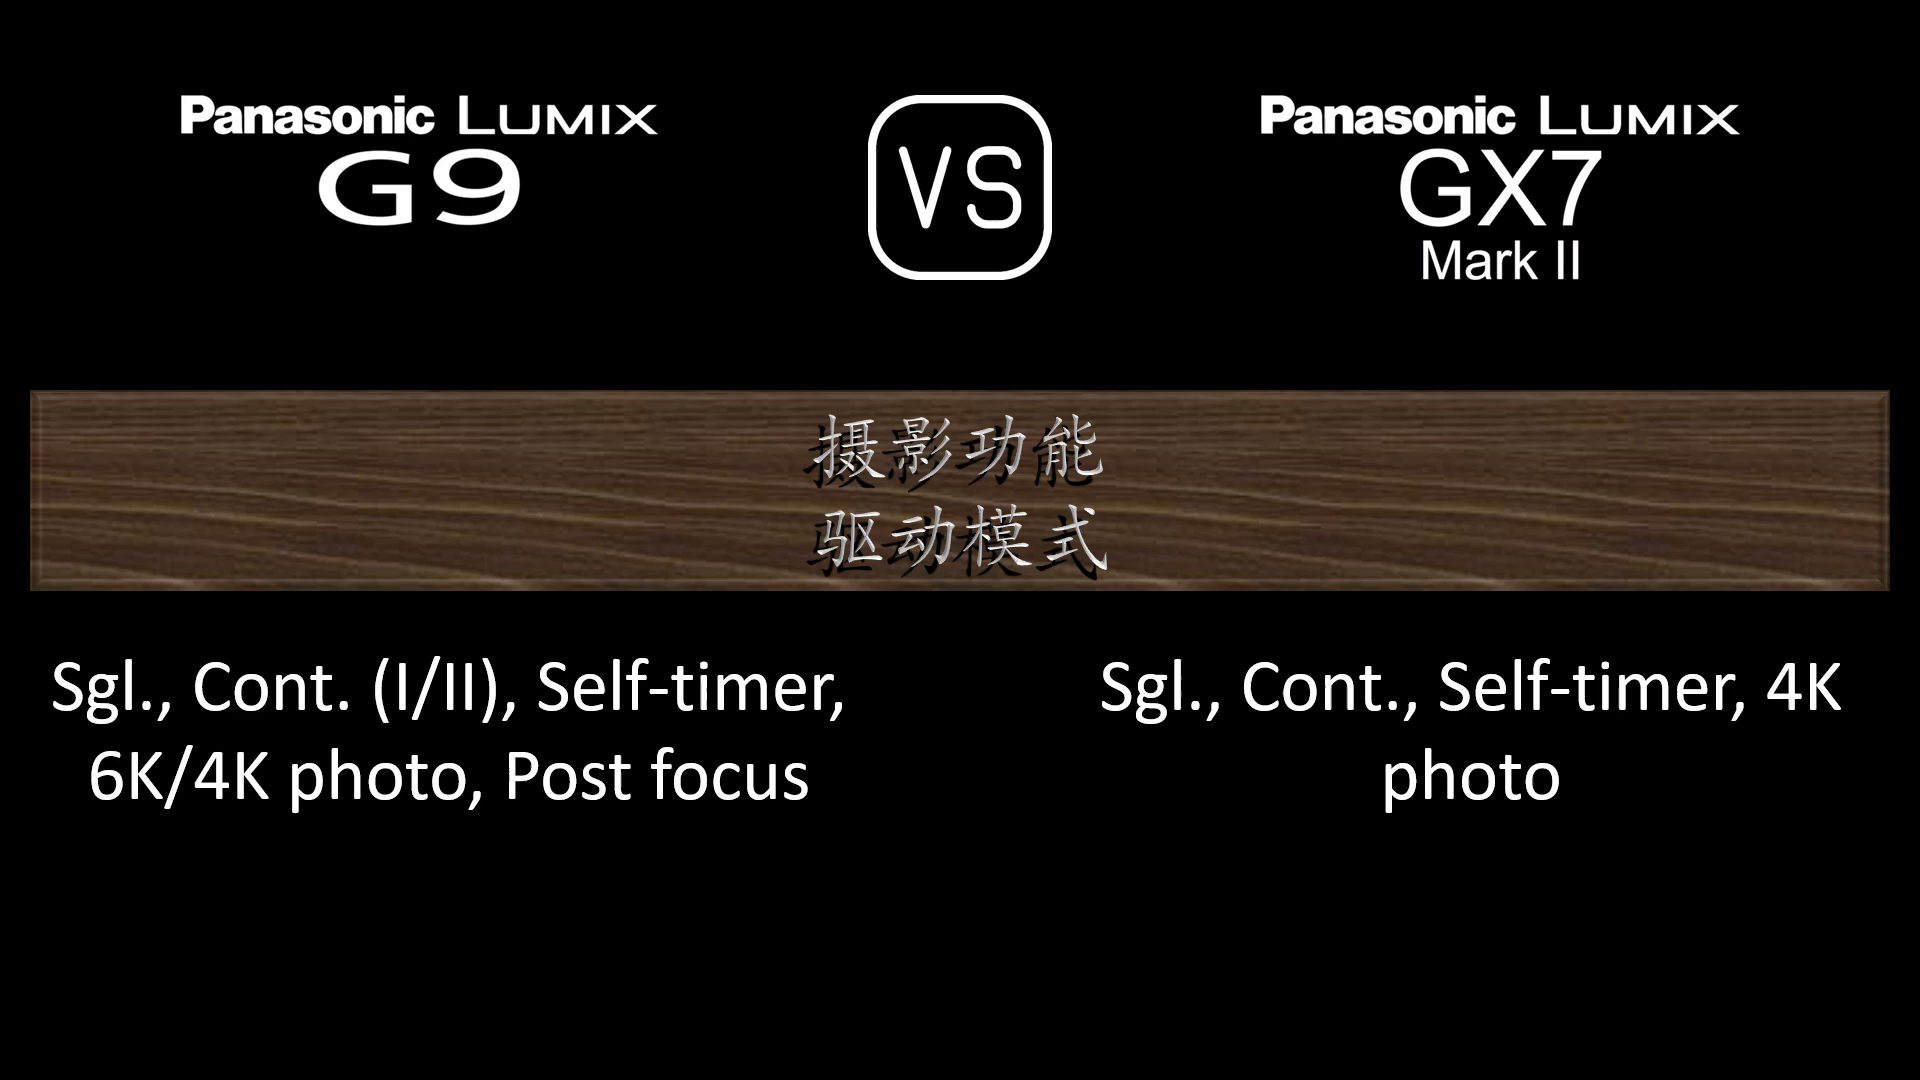 Panasonic LUMIX
G9
VS
Panasonic LUMIX
GX7
Mark II
摄影功能
驱动模式
Sgl., Cont. (I/II), Self-timer,
6K/4K photo, Post focus
Sgl., Cont., Self-timer, 4K
photo